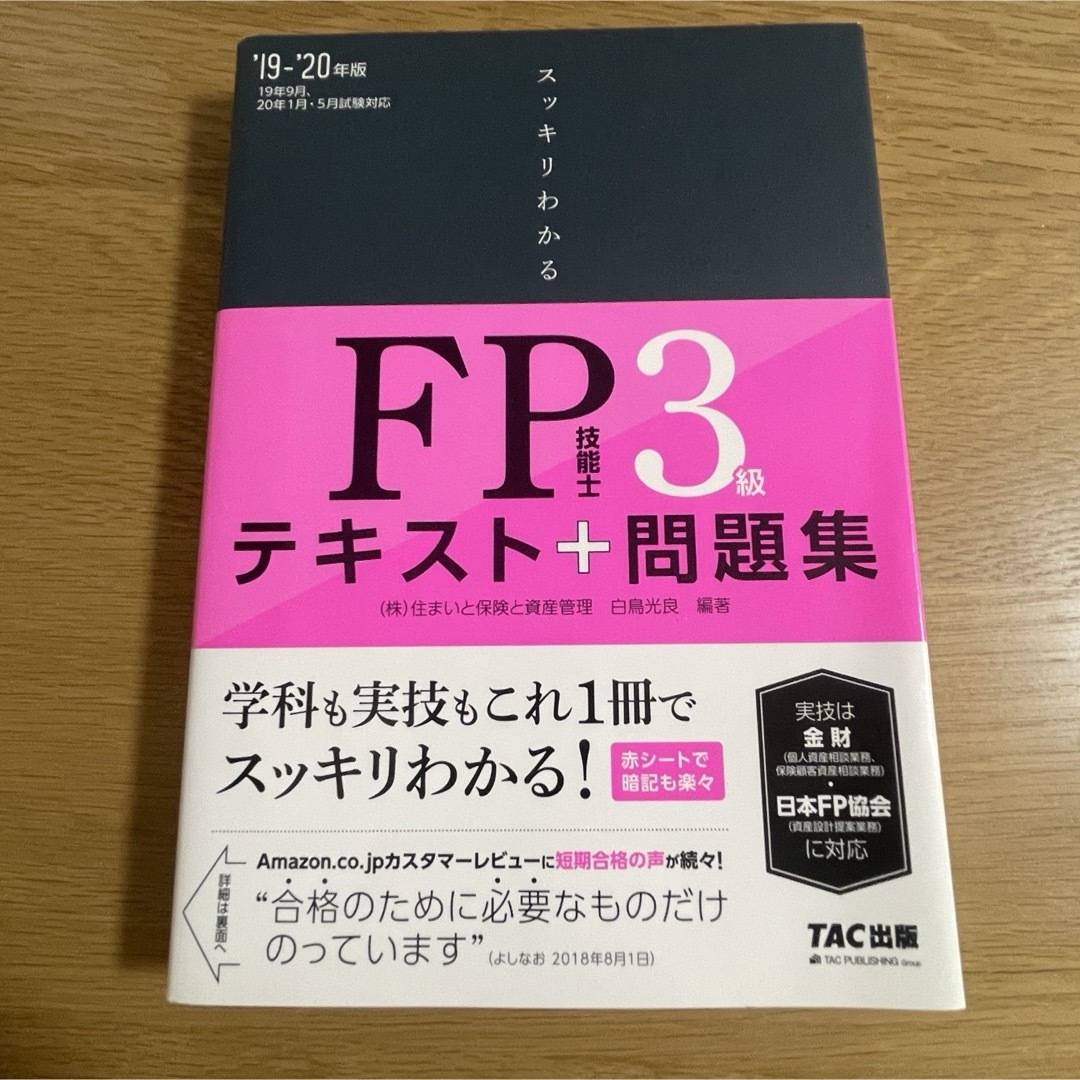 '19-'20年版
19年9月、
20年1月・5月試験対応
スッキリわかる
FP技能士3級
テキスト+問題集
(株)住まいと保険と資産管理 白鳥光良 編著
学科も実技もこれ1冊で
スッキリわかる!
赤シートで
暗記も楽々
実技は
金財
(個人資産相談業務、
保険顧客資産相談業務)
・
日本FP協会
(資産設計提案業務)
に対応
詳細は裏面へ
Amazon.co.jpカスタマーレビューに短期合格の声が続々!
“合格のために必要なものだけ
のっています”(よしなお 2018年8月1日)
TAC出版
TAC PUBLISHING Group